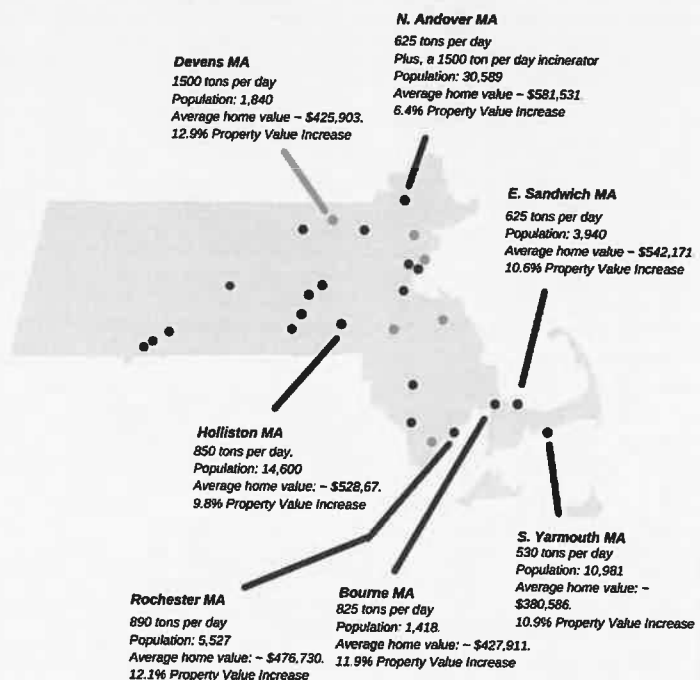 N. Andover MA
625 tons per day
Plus, a 1500 ton per day incinerator
Population: 30,589
Average home value ~ $581,531
6.4% Property Value Increase
Devens MA
1500 tons per day
Population: 1,840
Average home value ~ $425,903.
12.9% Property Value Increase
E. Sandwich MA
625 tons per day
Population: 3,940
Average home value ~ $542,171
10.6% Property Value Increase
Holliston MA
850 tons per day.
Population: 14,600
Average home value: ~ $528,67.
9.8% Property Value Increase
S. Yarmouth MA
530 tons per day
Population: 10,981
Average home value: ~
$380,586.
10.9% Property Value Increase
Rochester MA
890 tons per day
Population: 5,527
Average home value: ~ $476,730.
12.1% Property Value Increase
Bourne MA
825 tons per day
Population: 1,418.
Average home value: ~ $427,911.
11.9% Property Value Increase